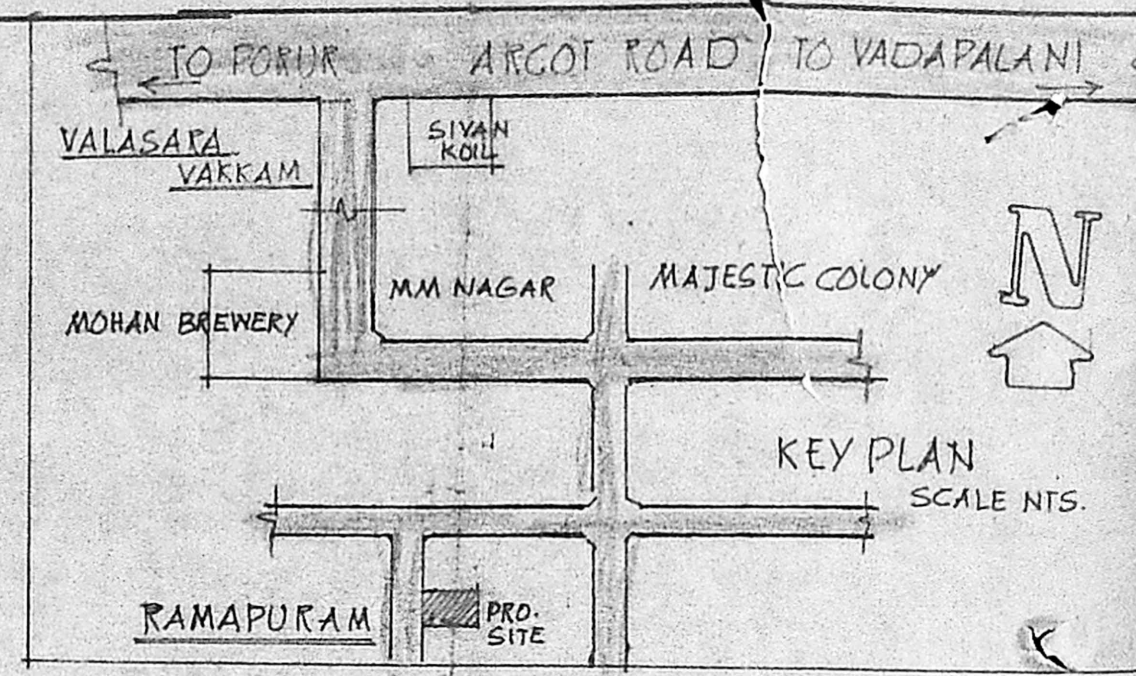 TO PORUR
ARCOT ROAD
TO VADAPALANI
VALASARA
VAKKAM
SIVAN
KOIL
MOHAN BREWERY
MM NAGAR
MAJESTIC COLONY
N
KEY PLAN
SCALE NTS.
RAMAPURAM
PRO.
SITE